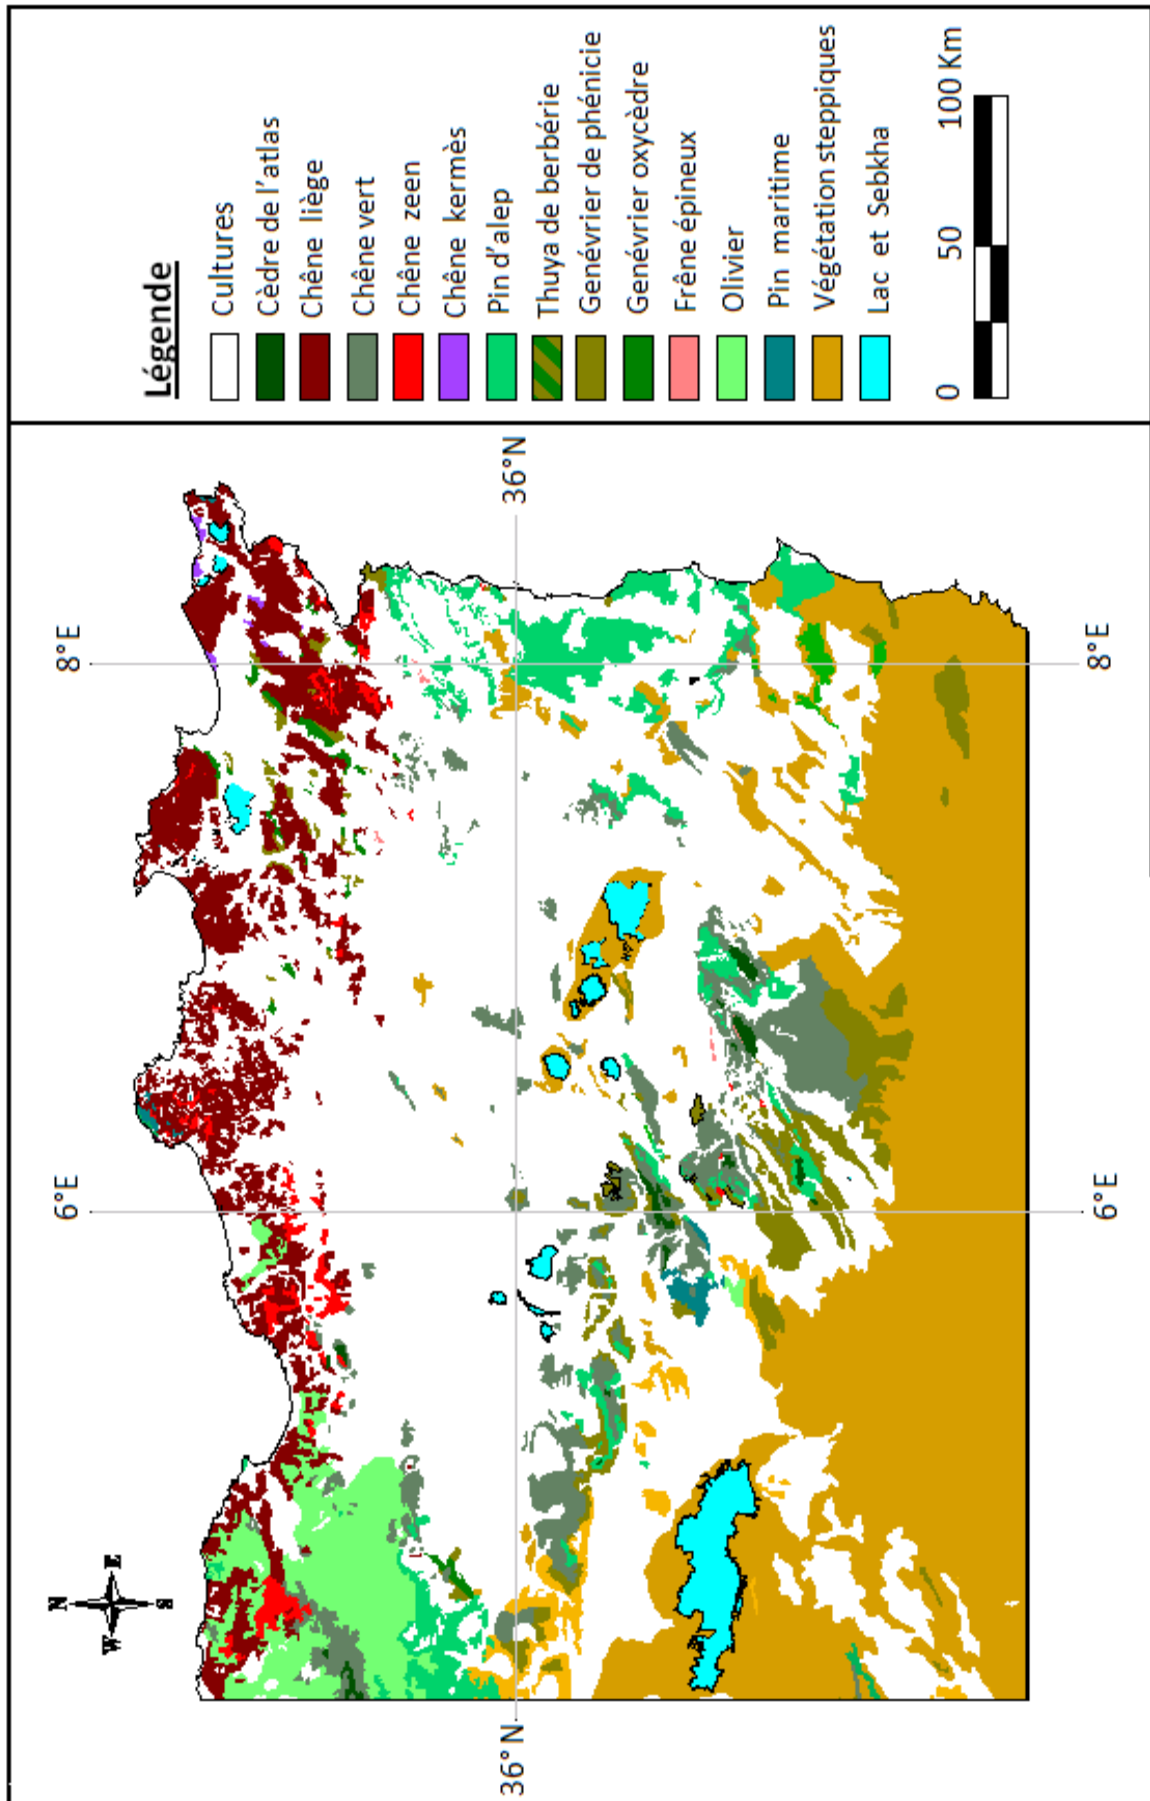 Légende
Cultures
Cèdre de l'atlas
Chêne liège
Chêne vert
Chêne zeen
Chêne kermès
Pin d'alep
Thuya de berbérie
Genévrier de phénicie
Genévrier oxycèdre
Frêne épineux
Olivier
Pin maritime
Végétation steppiques
Lac et Sebkha
0 50 100 Km
N
W E
S
6°E 8°E
36°N 36°N
6°E 8°E